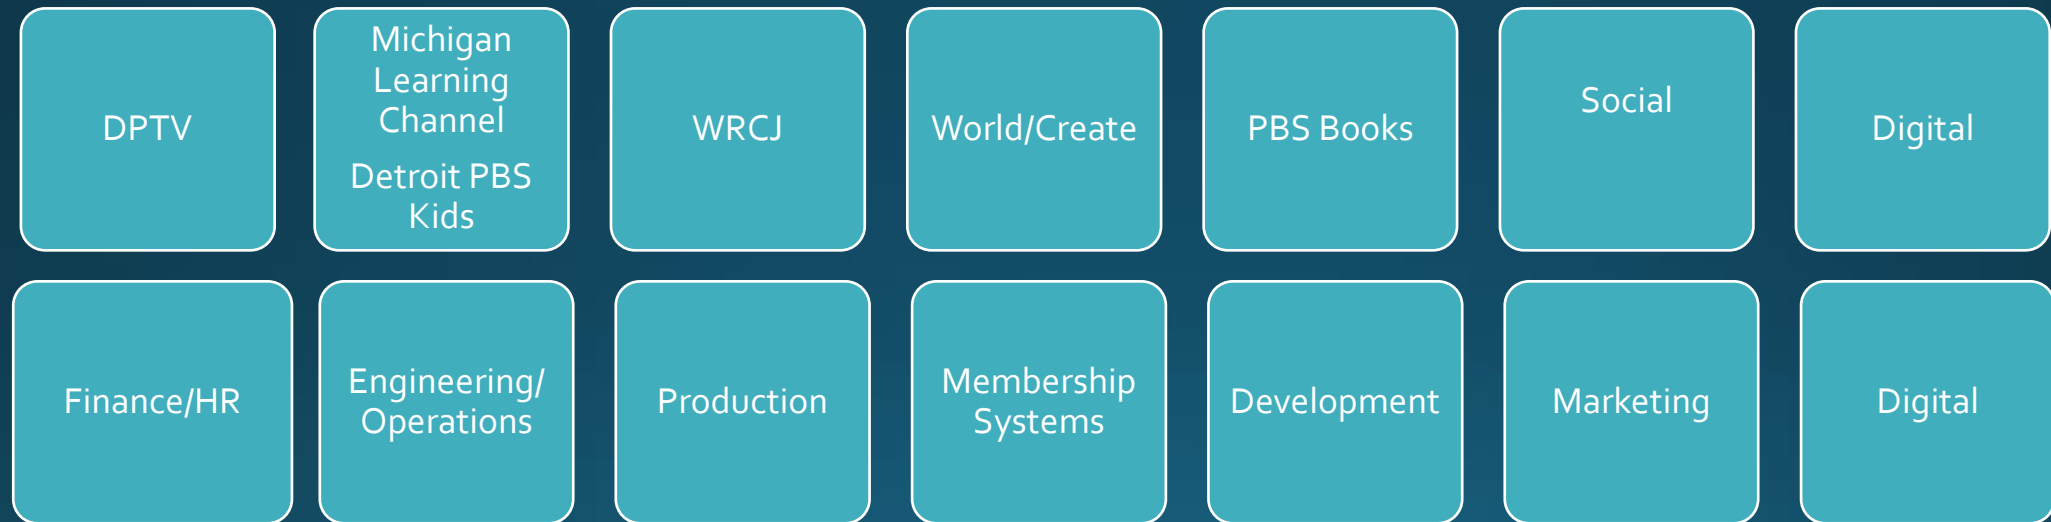 DPTV
Michigan
Learning
Channel
Detroit PBS
Kids
WRCJ
World/Create
PBS Books
Social
Digital
Finance/HR
Engineering/
Operations
Production
Membership
Systems
Development
Marketing
Digital